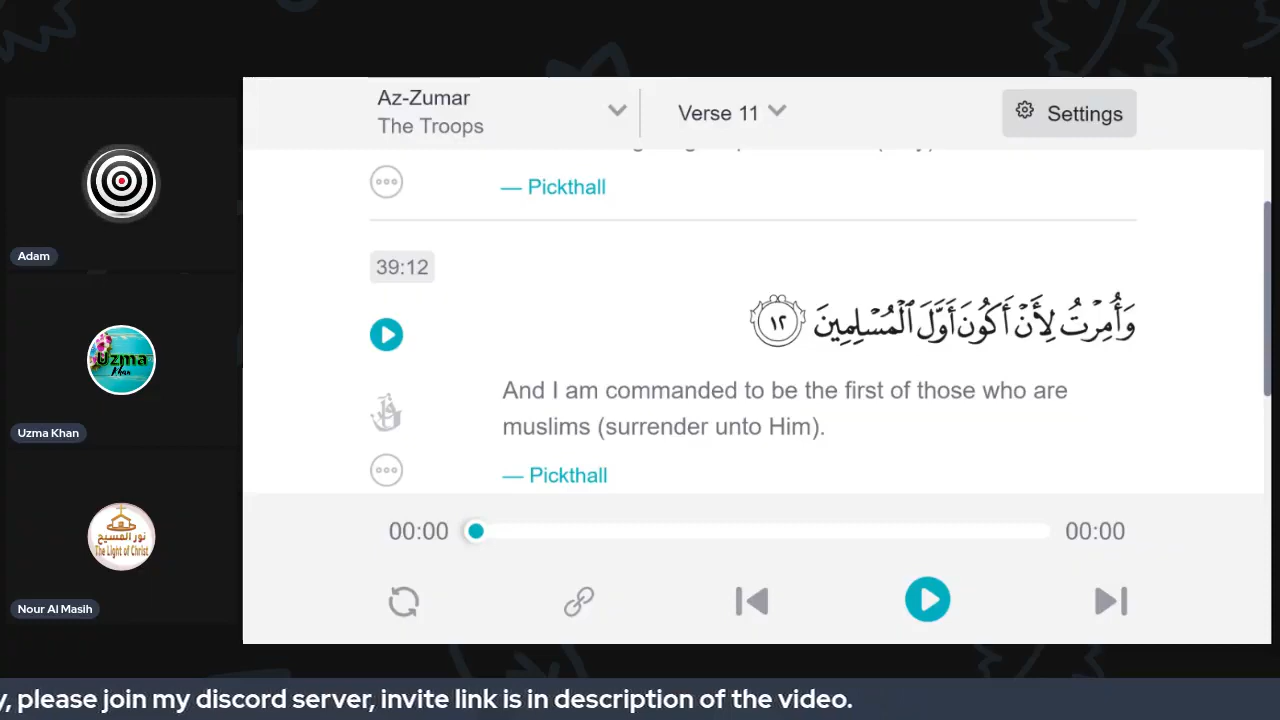 Adam
Uzma
Khan
Uzma Khan
نور المسيح
The Light of Christ
Nour Al Masih
Az-Zumar
The Troops
Verse 11
Settings
— Pickthall
39:12
وَأُمِرْتُ لِأَنْ أَكُونَ أَوَّلَ الْمُسْلِمِينَ ١٢
And I am commanded to be the first of those who are
muslims (surrender unto Him).
— Pickthall
00:00
00:00
y, please join my discord server, invite link is in description of the video.